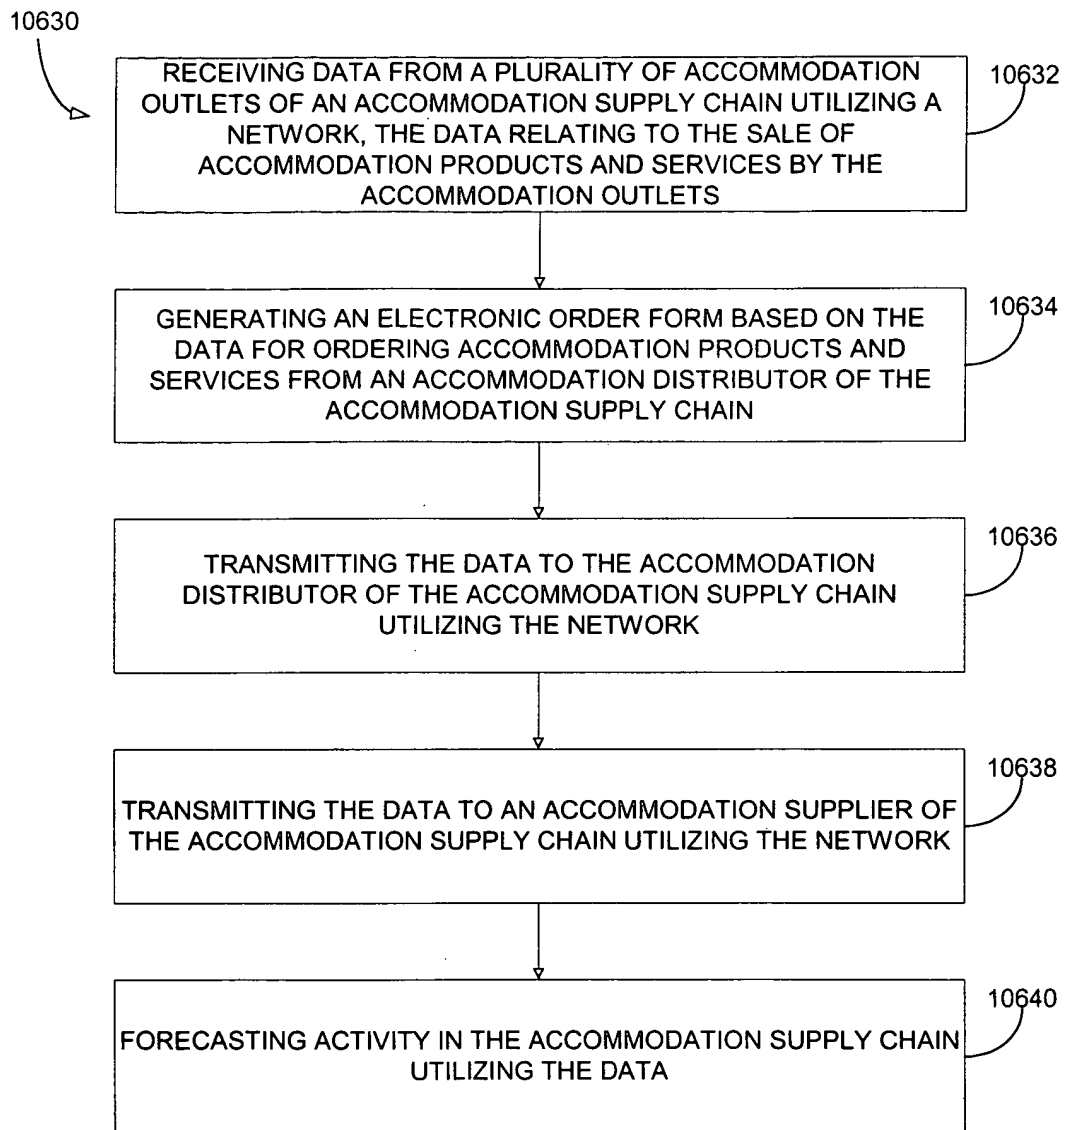 10630
RECEIVING DATA FROM A PLURALITY OF ACCOMMODATION
OUTLETS OF AN ACCOMMODATION SUPPLY CHAIN UTILIZING A
NETWORK, THE DATA RELATING TO THE SALE OF
ACCOMMODATION PRODUCTS AND SERVICES BY THE
ACCOMMODATION OUTLETS
10632
GENERATING AN ELECTRONIC ORDER FORM BASED ON THE
DATA FOR ORDERING ACCOMMODATION PRODUCTS AND
SERVICES FROM AN ACCOMMODATION DISTRIBUTOR OF THE
ACCOMMODATION SUPPLY CHAIN
10634
TRANSMITTING THE DATA TO THE ACCOMMODATION
DISTRIBUTOR OF THE ACCOMMODATION SUPPLY CHAIN
UTILIZING THE NETWORK
10636
TRANSMITTING THE DATA TO AN ACCOMMODATION SUPPLIER OF
THE ACCOMMODATION SUPPLY CHAIN UTILIZING THE NETWORK
10638
FORECASTING ACTIVITY IN THE ACCOMMODATION SUPPLY CHAIN
UTILIZING THE DATA
10640